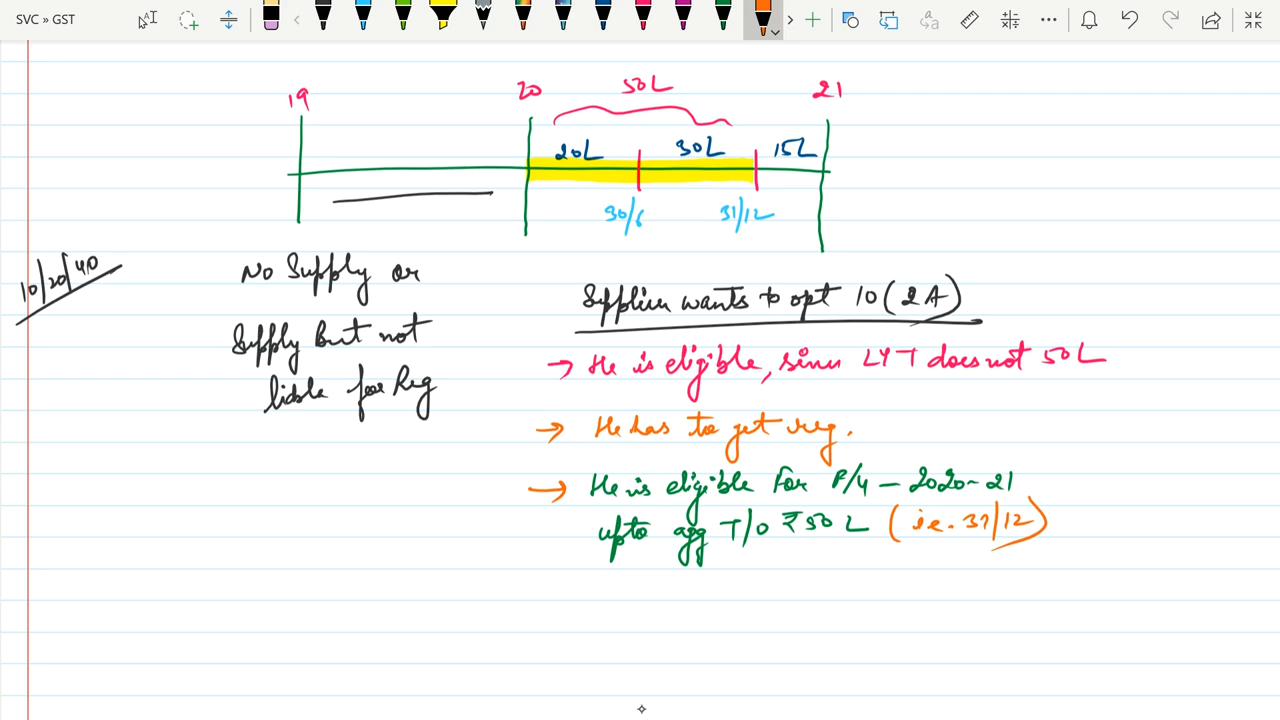 SVC » GST
50L
19
20
21
20L
30L
15L
30/6
31/12
10/20/40
No Supply or
Supply But not
liable for Reg
Supplier wants to opt 10 (2A)
→ He is eligible, since LYT does not 50L
→ He has to get reg.
→ He is eligible for F/Y - 2020-21
upto agg T/O ₹50 L (i.e. 31/12)